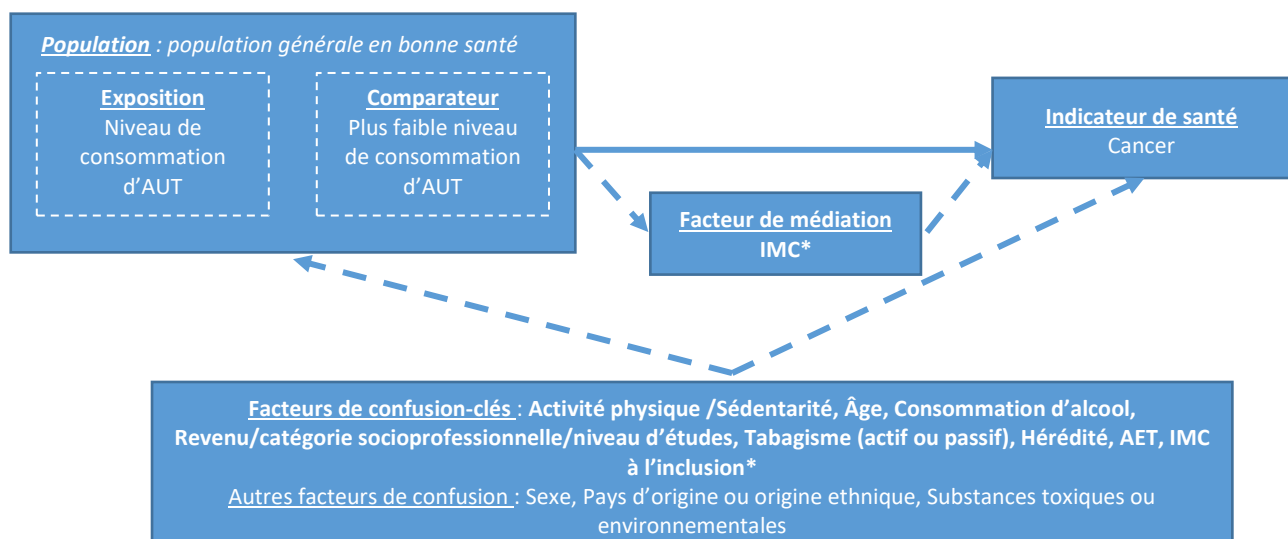 Population : population générale en bonne santé
Exposition
Niveau de
consommation
d'AUT
Comparateur
Plus faible niveau
de consommation
d'AUT
Indicateur de santé
Cancer
Facteur de médiation
IMC*
Facteurs de confusion-clés : Activité physique /Sédentarité, Âge, Consommation d'alcool,
Revenu/catégorie socioprofessionnelle/niveau d'études, Tabagisme (actif ou passif), Hérédité, AET, IMC
à l'inclusion*
Autres facteurs de confusion : Sexe, Pays d'origine ou origine ethnique, Substances toxiques ou
environnementales